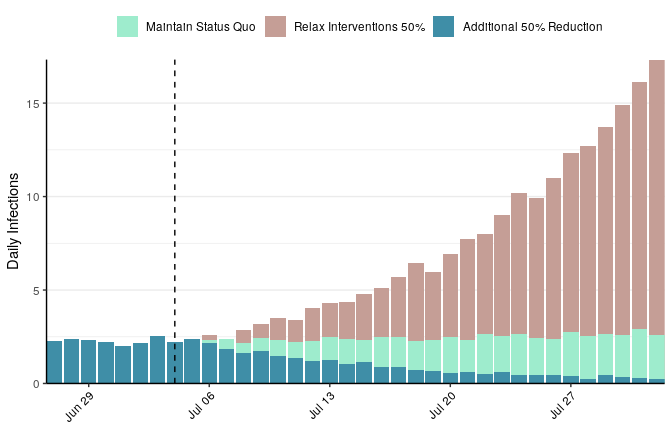 Maintain Status Quo Relax Interventions 50% Additional 50% Reduction
Daily Infections
15
10
5
0
Jun 29 Jul 06 Jul 13 Jul 20 Jul 27